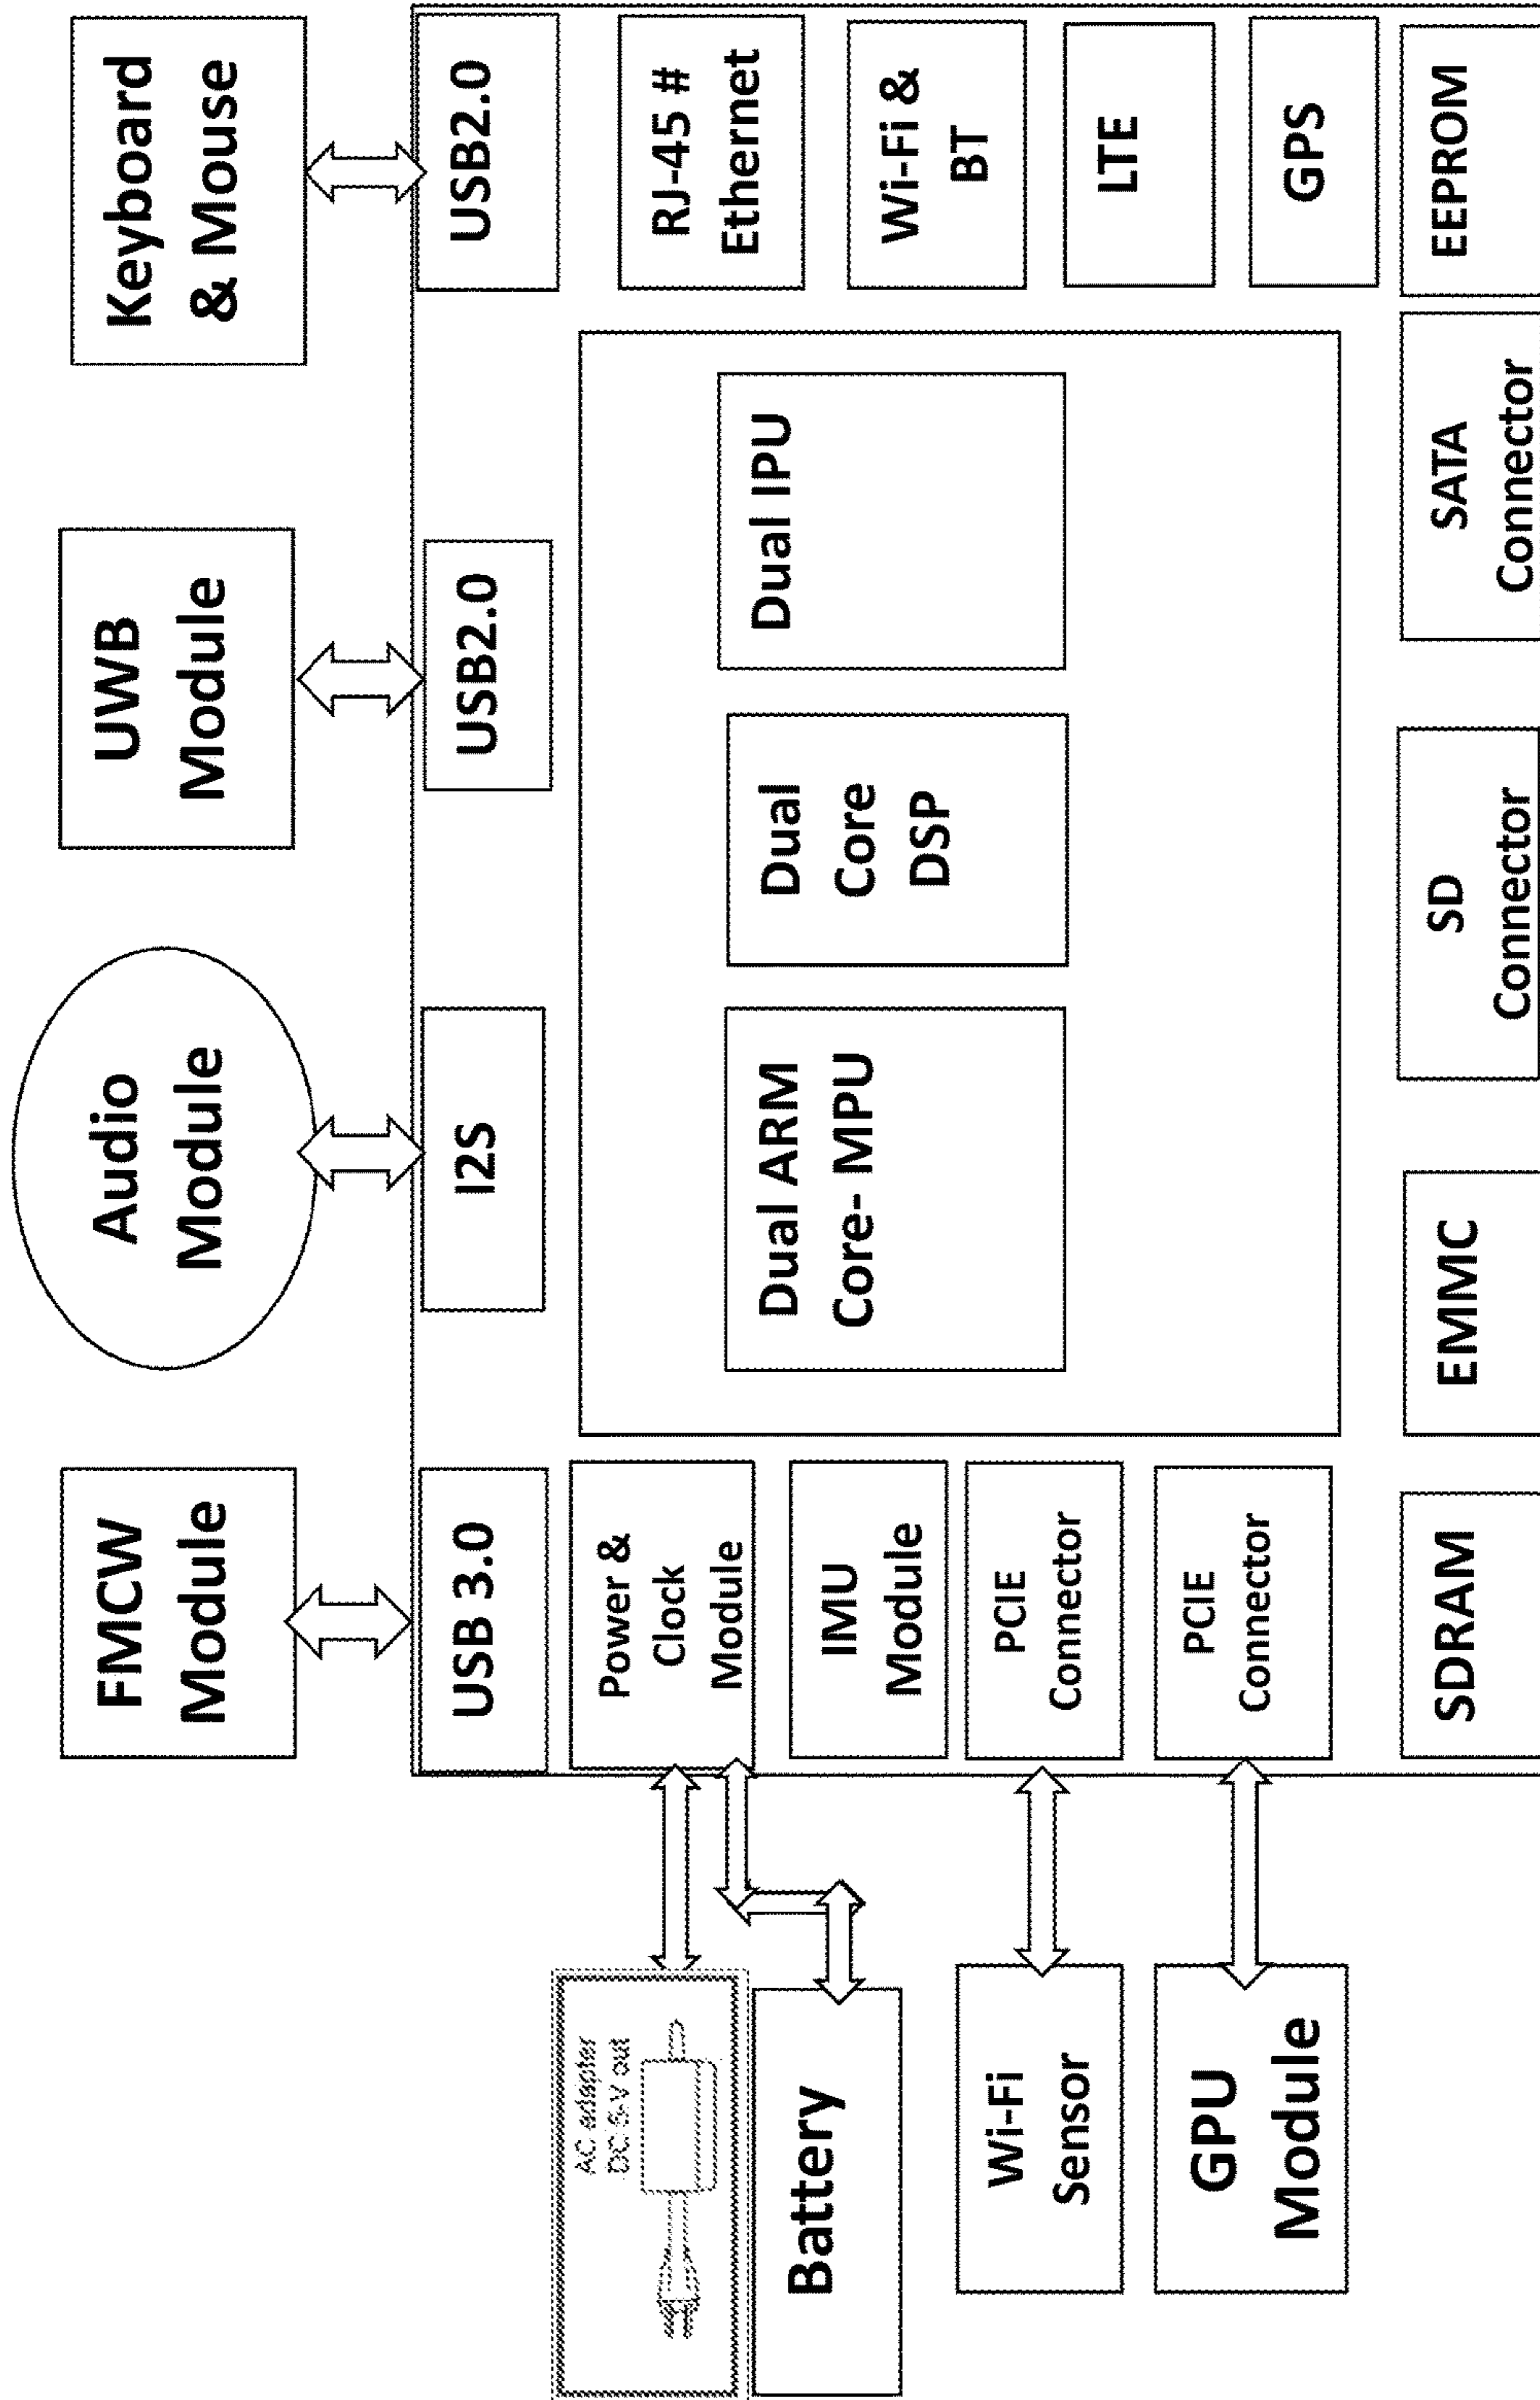 FMCW
Module
Audio
Module
UWB
Module
Keyboard
& Mouse
USB 3.0
I2S
USB2.0
USB2.0
AC adapter
DC 5-V out
Battery
Wi-Fi
Sensor
GPU
Module
Power &
Clock
Module
IMU
Module
PCIE
Connector
PCIE
Connector
Dual ARM
Core- MPU
Dual
Core
DSP
Dual IPU
RJ-45 #
Ethernet
Wi-Fi &
BT
LTE
GPS
SDRAM
EMMC
SD
Connector
SATA
Connector
EEPROM